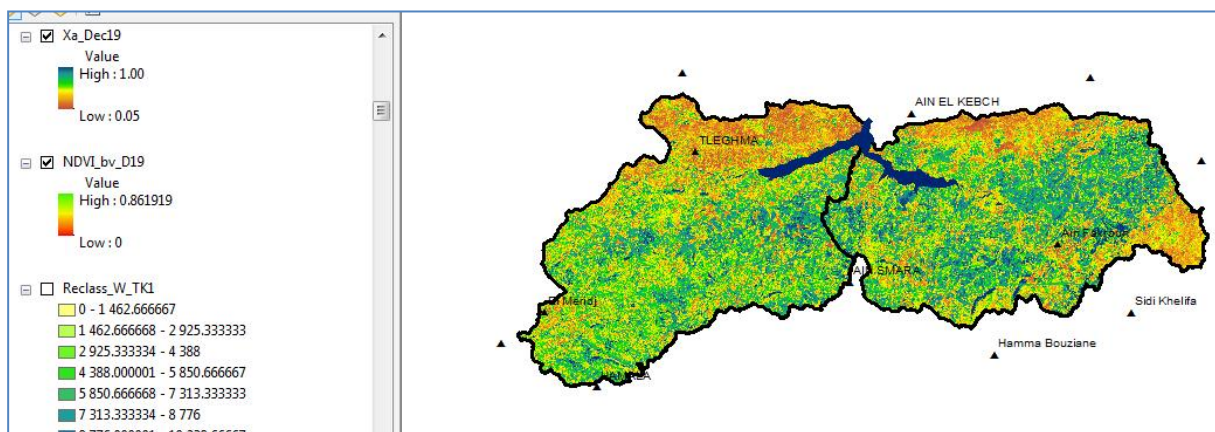 Xa_Dec19
Value
High : 1.00
Low : 0.05
NDVI_bv_D19
Value
High : 0.861919
Low : 0
Reclass_W_TK1
0 - 1 462.666667
1 462.666668 - 2 925.333333
2 925.333334 - 4 388
4 388.000001 - 5 850.666667
5 850.666668 - 7 313.333333
7 313.333334 - 8 776
AIN EL KEBCH
TLEGHMA
AIN SMARA
Sidi Khelifa
Hamma Bouziane